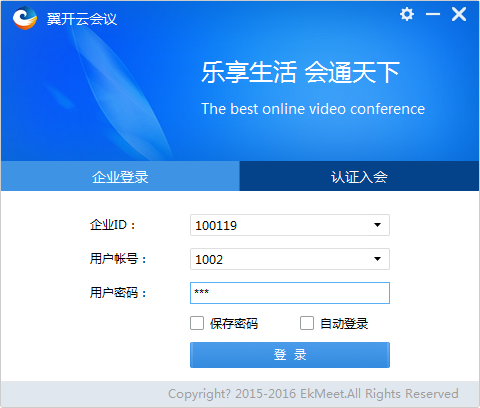 翼开云会议
乐享生活 会通天下
The best online video conference
企业登录 认证入会
企业ID： 100119
用户帐号： 1002
用户密码： ***
保存密码 自动登录
登 录
Copyright? 2015-2016 EkMeet.All Rights Reserved